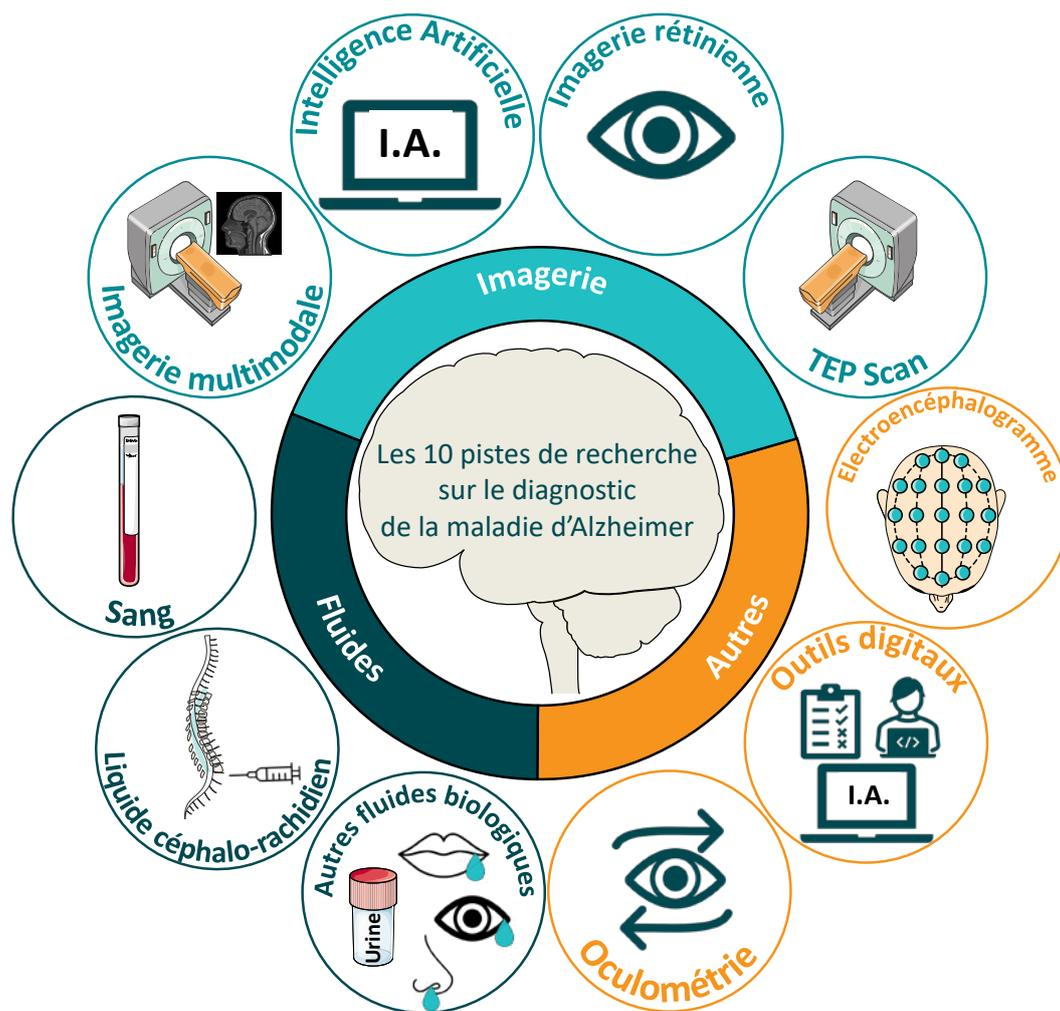 Intelligence Artificielle
I.A.
Imagerie rétinienne
Imagerie multimodale
TEP Scan
Imagerie
Les 10 pistes de recherche
sur le diagnostic
de la maladie d’Alzheimer
Electroencéphalogramme
Sang
Fluides
Autres
Outils digitaux
I.A.
Liquide céphalo-rachidien
Autres fluides biologiques
Urine
Oculométrie